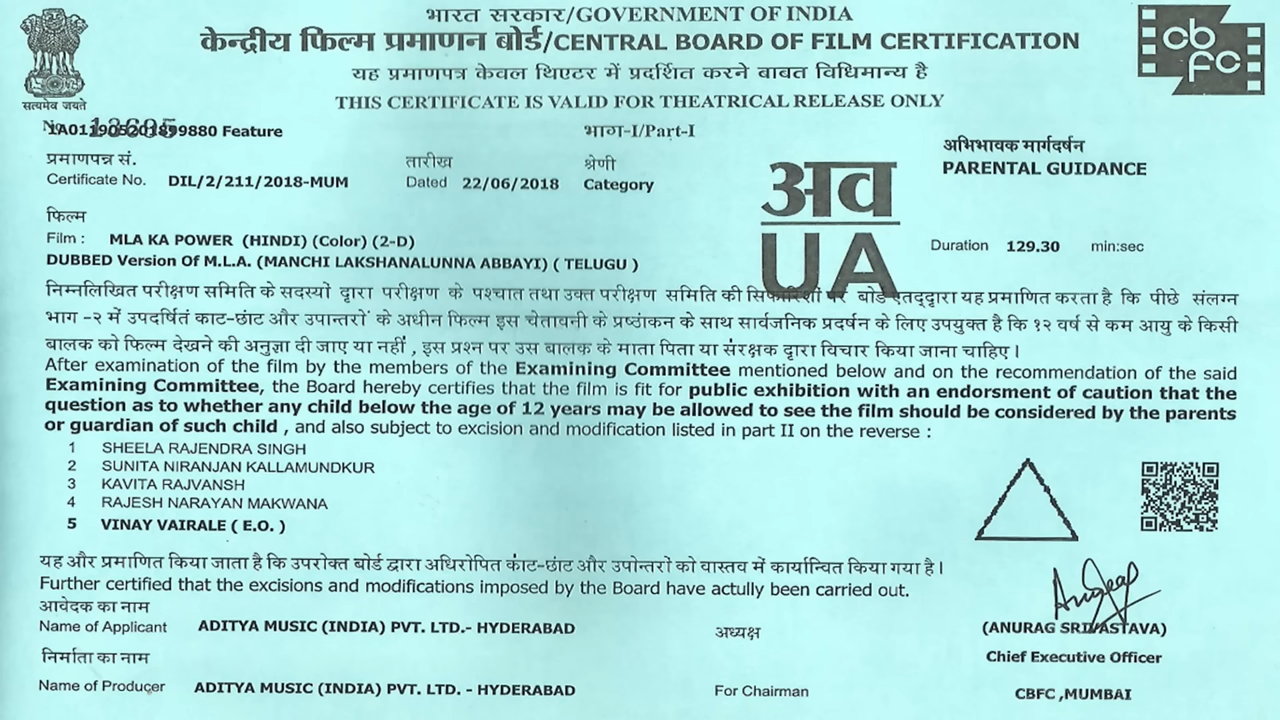 भारत सरकार/GOVERNMENT OF INDIA
केन्द्रीय फिल्म प्रमाणन बोर्ड/CENTRAL BOARD OF FILM CERTIFICATION
यह प्रमाणपत्र केवल थिएटर में प्रदर्शित करने बाबत विधिमान्य है
THIS CERTIFICATE IS VALID FOR THEATRICAL RELEASE ONLY
सत्यमेव जयते
cbfc
Feature
भाग-I/Part-I
अभिभावक मार्गदर्शन
PARENTAL GUIDANCE
प्रमाणपत्र सं. तारीख श्रेणी
Certificate No. DIL/2/211/2018-MUM Dated 22/06/2018 Category
अव
UA
फिल्म
Film : MLA KA POWER (HINDI) (Color) (2-D)
Duration 129.30 min:sec
DUBBED Version Of M.L.A. (MANCHI LAKSHANALUNNA ABBAYI) ( TELUGU )
निम्नलिखित परीक्षण समिति के सदस्यों द्वारा परीक्षण के पश्चात तथा उक्त परीक्षण समिति की सिफारिशों पर बोर्ड एतद्द्वारा यह प्रमाणित करता है कि पीछे संलग्न
भाग -२ में उपदर्षितं काट-छांट और उपान्तरों के अधीन फिल्म इस चेतावनी के प्रष्ठांकन के साथ सार्वजनिक प्रदर्शन के लिए उपयुक्त है कि १२ वर्ष से कम आयु के किसी
बालक को फिल्म देखने की अनुज्ञा दी जाए या नहीं , इस प्रश्न पर उस बालक के माता पिता या संरक्षक द्वारा विचार किया जाना चाहिए ।
After examination of the film by the members of the Examining Committee mentioned below and on the recommendation of the said
Examining Committee, the Board hereby certifies that the film is fit for public exhibition with an endorsment of caution that the
question as to whether any child below the age of 12 years may be allowed to see the film should be considered by the parents
or guardian of such child , and also subject to excision and modification listed in part II on the reverse :
1 SHEELA RAJENDRA SINGH
2 SUNITA NIRANJAN KALLAMUNDKUR
3 KAVITA RAJVANSH
4 RAJESH NARAYAN MAKWANA
5 VINAY VAIRALE ( E.O. )
यह और प्रमाणित किया जाता है कि उपरोक्त बोर्ड द्वारा अधिरोपित कांट-छांट और उपोन्तरों को वास्तव में कार्यान्वित किया गया है ।
Further certified that the excisions and modifications imposed by the Board have actully been carried out.
आवेदक का नाम
Name of Applicant ADITYA MUSIC (INDIA) PVT. LTD.- HYDERABAD
अध्यक्ष
(ANURAG SRIVASTAVA)
निर्माता का नाम
Chief Executive Officer
Name of Producer ADITYA MUSIC (INDIA) PVT. LTD. - HYDERABAD
For Chairman
CBFC ,MUMBAI